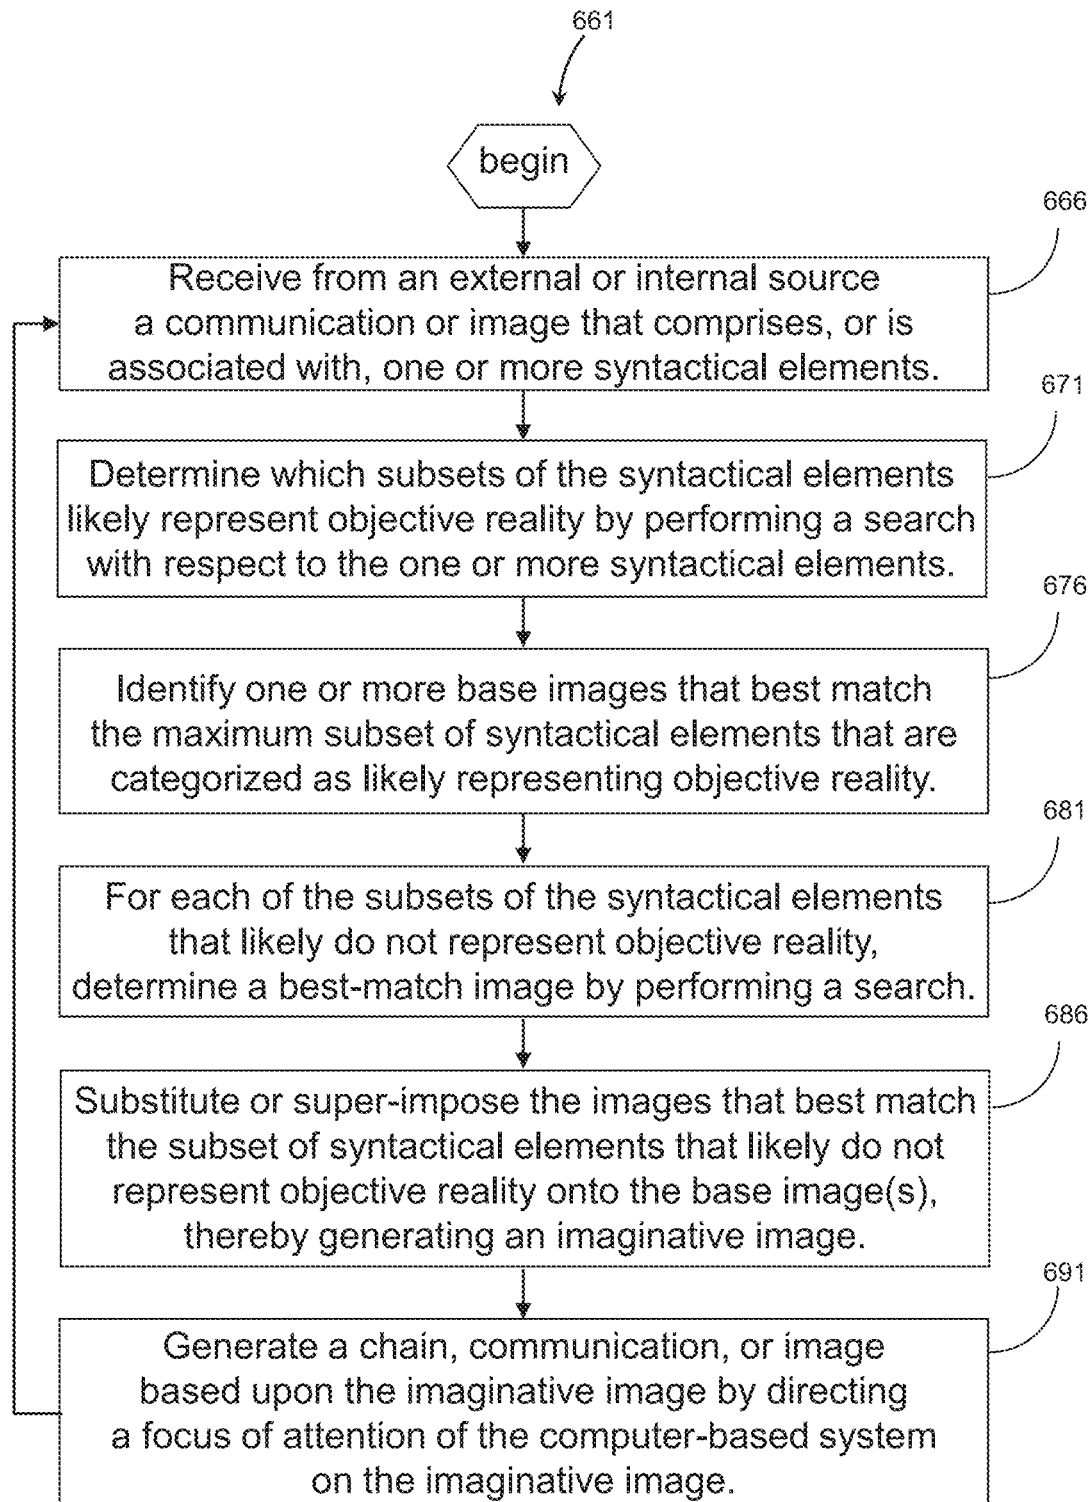 661
begin
666
Receive from an external or internal source
a communication or image that comprises, or is
associated with, one or more syntactical elements.
671
Determine which subsets of the syntactical elements
likely represent objective reality by performing a search
with respect to the one or more syntactical elements.
676
Identify one or more base images that best match
the maximum subset of syntactical elements that are
categorized as likely representing objective reality.
681
For each of the subsets of the syntactical elements
that likely do not represent objective reality,
determine a best-match image by performing a search.
686
Substitute or super-impose the images that best match
the subset of syntactical elements that likely do not
represent objective reality onto the base image(s),
thereby generating an imaginative image.
691
Generate a chain, communication, or image
based upon the imaginative image by directing
a focus of attention of the computer-based system
on the imaginative image.